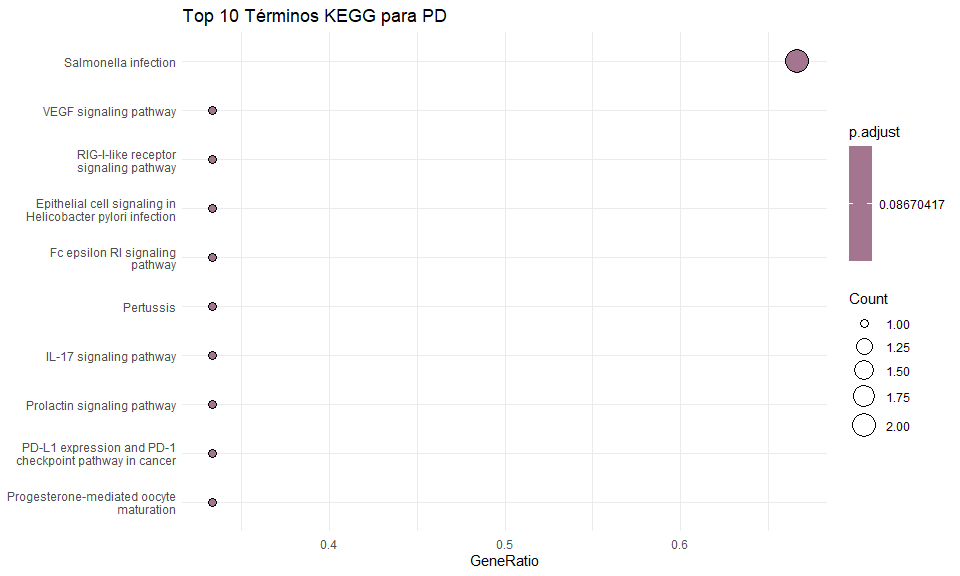 Top 10 Términos KEGG para PD
Salmonella infection
VEGF signaling pathway
RIG-I-like receptor
signaling pathway
Epithelial cell signaling in
Helicobacter pylori infection
Fc epsilon RI signaling
pathway
Pertussis
IL-17 signaling pathway
Prolactin signaling pathway
PD-L1 expression and PD-1
checkpoint pathway in cancer
Progesterone-mediated oocyte
maturation
0.4
0.5
0.6
GeneRatio
p.adjust
0.08670417
Count
1.00
1.25
1.50
1.75
2.00